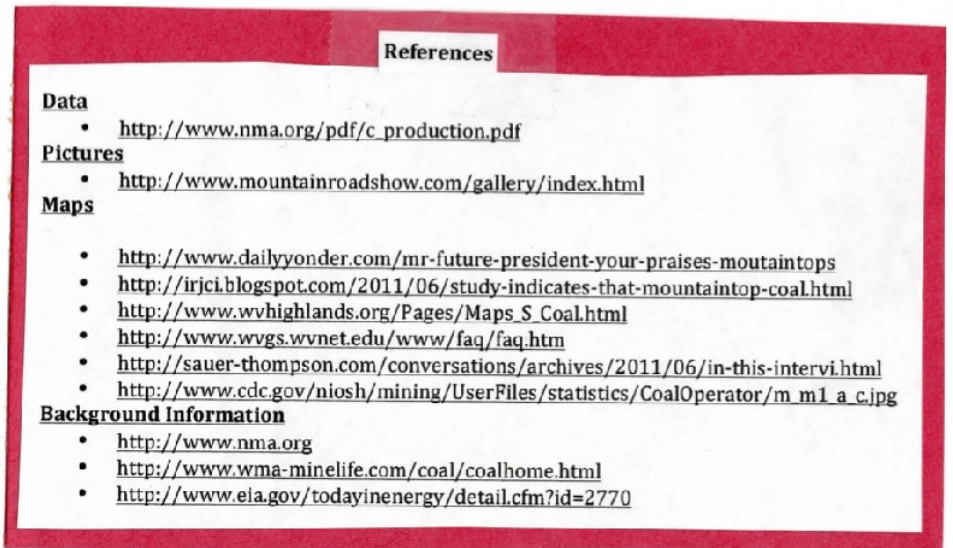 References
Data
• http://www.nma.org/pdf/c_production.pdf
Pictures
• http://www.mountainroadshow.com/gallery/index.html
Maps
• http://www.dailyyonder.com/mr-future-president-your-praises-moutaintops
• http://irjci.blogspot.com/2011/06/study-indicates-that-mountaintop-coal.html
• http://www.wvhighlands.org/Pages/Maps_S_Coal.html
• http://www.wvgs.wvnet.edu/www/faq/faq.htm
• http://sauer-thompson.com/conversations/archives/2011/06/in-this-intervi.html
• http://www.cdc.gov/niosh/mining/UserFiles/statistics/CoalOperator/m_m1_a_c.jpg
Background Information
• http://www.nma.org
• http://www.wma-minelife.com/coal/coalhome.html
• http://www.eia.gov/todayinenergy/detail.cfm?id=2770